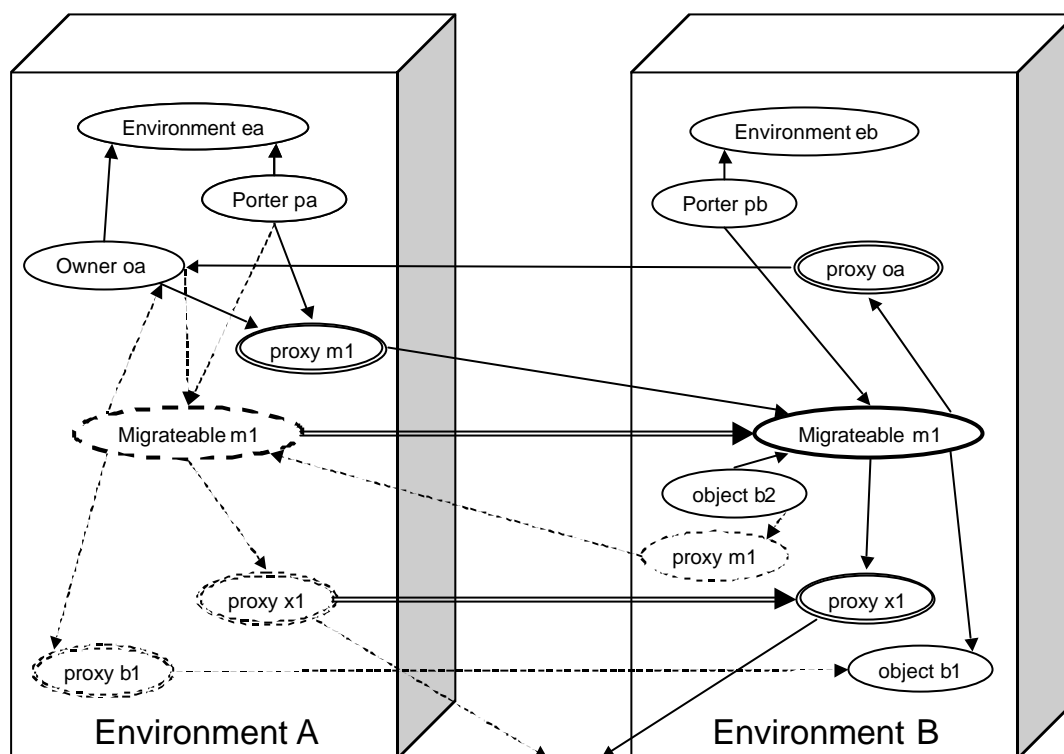 Environment ea
Porter pa
Owner oa
proxy m1
Migrateable m1
proxy x1
proxy b1
Environment A
Environment eb
Porter pb
proxy oa
Migrateable m1
object b2
proxy m1
proxy x1
object b1
Environment B